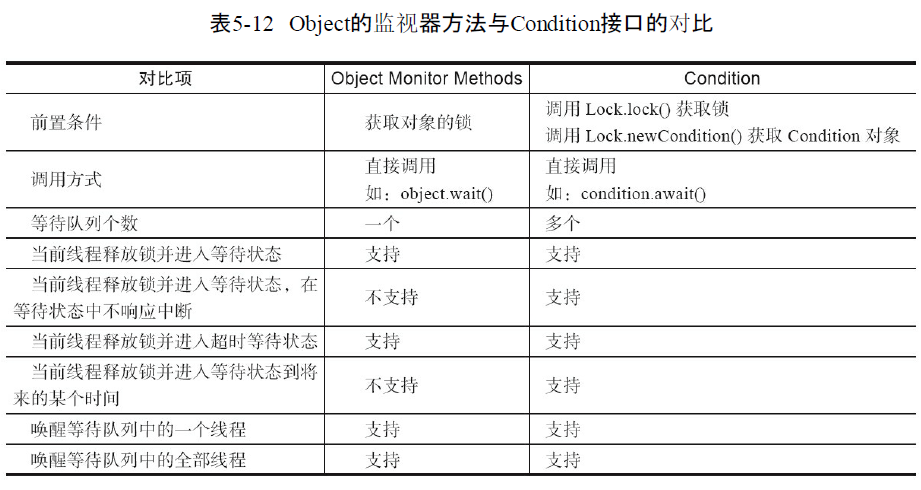 表5-12 Object的监视器方法与Condition接口的对比
对比项 Object Monitor Methods Condition
前置条件 获取对象的锁 调用 Lock.lock() 获取锁
调用 Lock.newCondition() 获取 Condition 对象
调用方式 直接调用 直接调用
如：object.wait() 如：condition.await()
等待队列个数 一个 多个
当前线程释放锁并进入等待状态 支持 支持
当前线程释放锁并进入等待状态，在
等待状态中不响应中断 不支持 支持
当前线程释放锁并进入超时等待状态 支持 支持
当前线程释放锁并进入等待状态到将
来的某个时间 不支持 支持
唤醒等待队列中的一个线程 支持 支持
唤醒等待队列中的全部线程 支持 支持